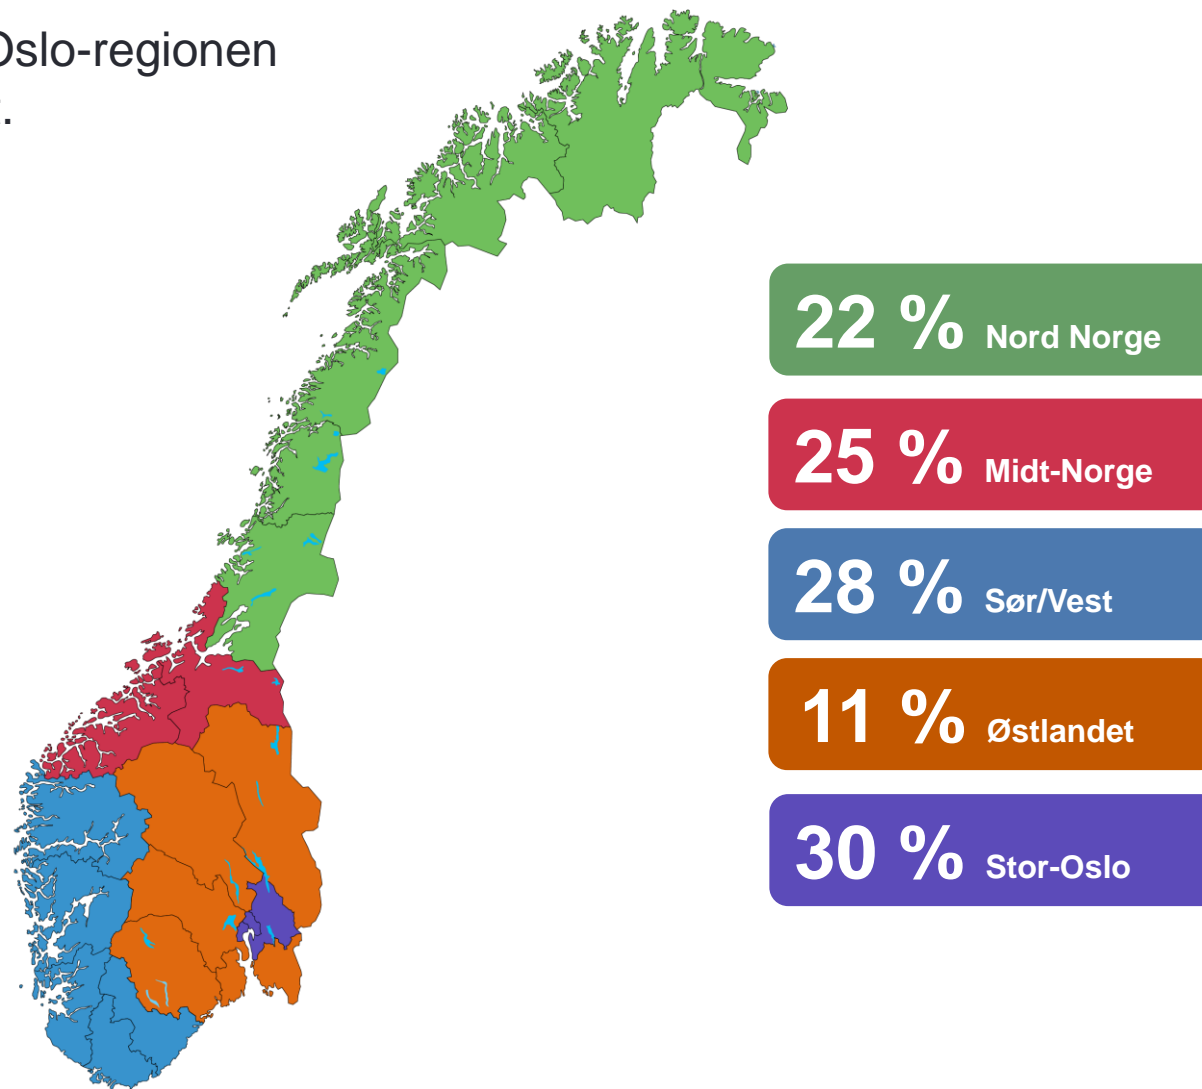 Oslo-regionen
.
22 % Nord Norge
25 % Midt-Norge
28 % Sør/Vest
11 % Østlandet
30 % Stor-Oslo